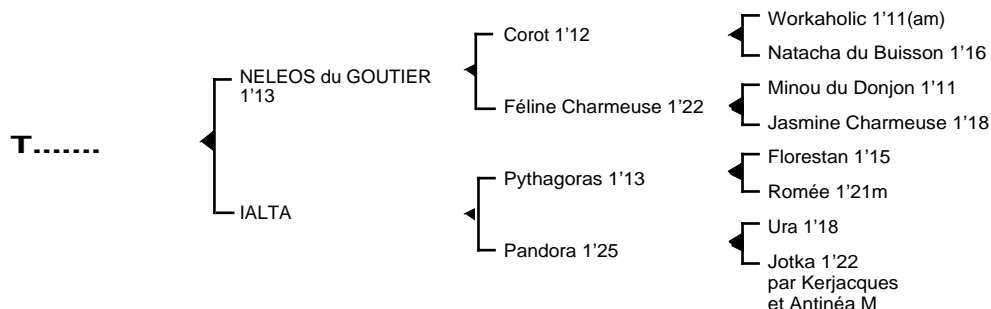 Workaholic 1’11(am)
Corot 1’12
Natacha du Buisson 1’16
NELEOS du GOUTIER
1’13
Minou du Donjon 1’11
Féline Charmeuse 1’22
Jasmine Charmeuse 1’18
T.......
Florestan 1’15
Pythagoras 1’13
Romée 1’21m
IALTA
Ura 1’18
Pandora 1’25
Jotka 1’22
par Kerjacques
et Antinéa M